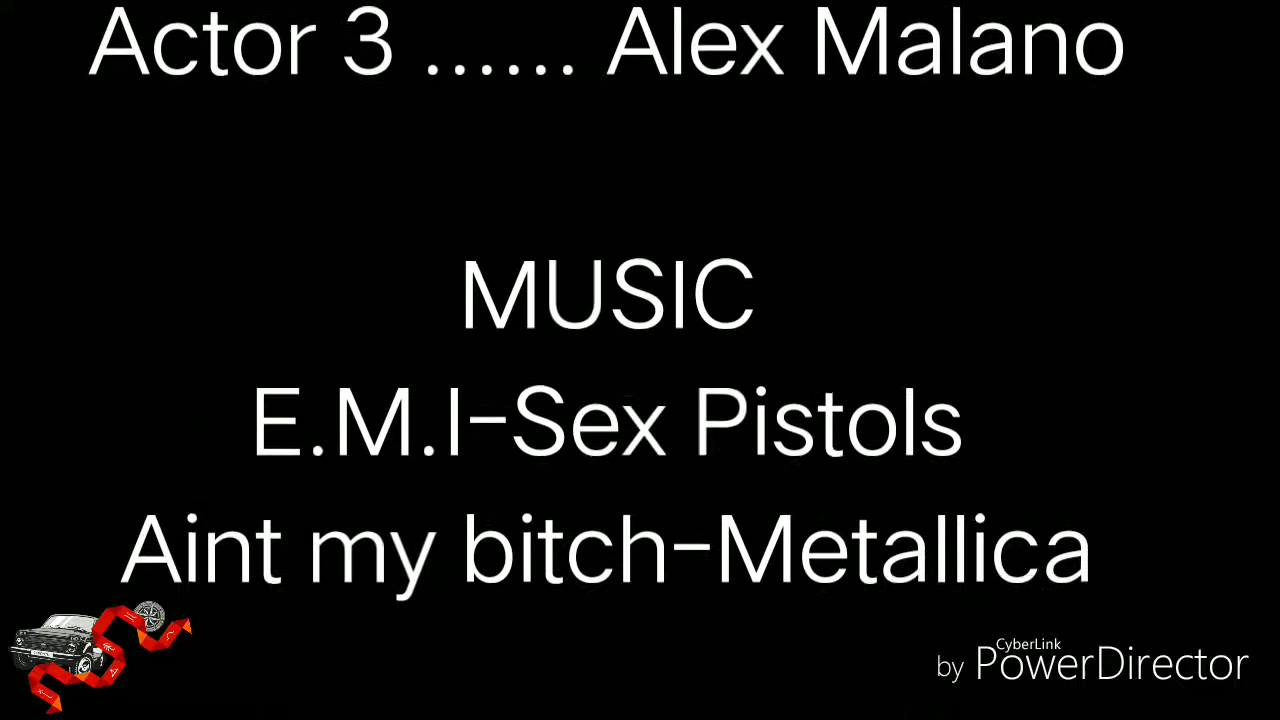 Actor 3 ...... Alex Malano
MUSIC
E.M.I-Sex Pistols
Aint my bitch-Metallica
CyberLink
by PowerDirector